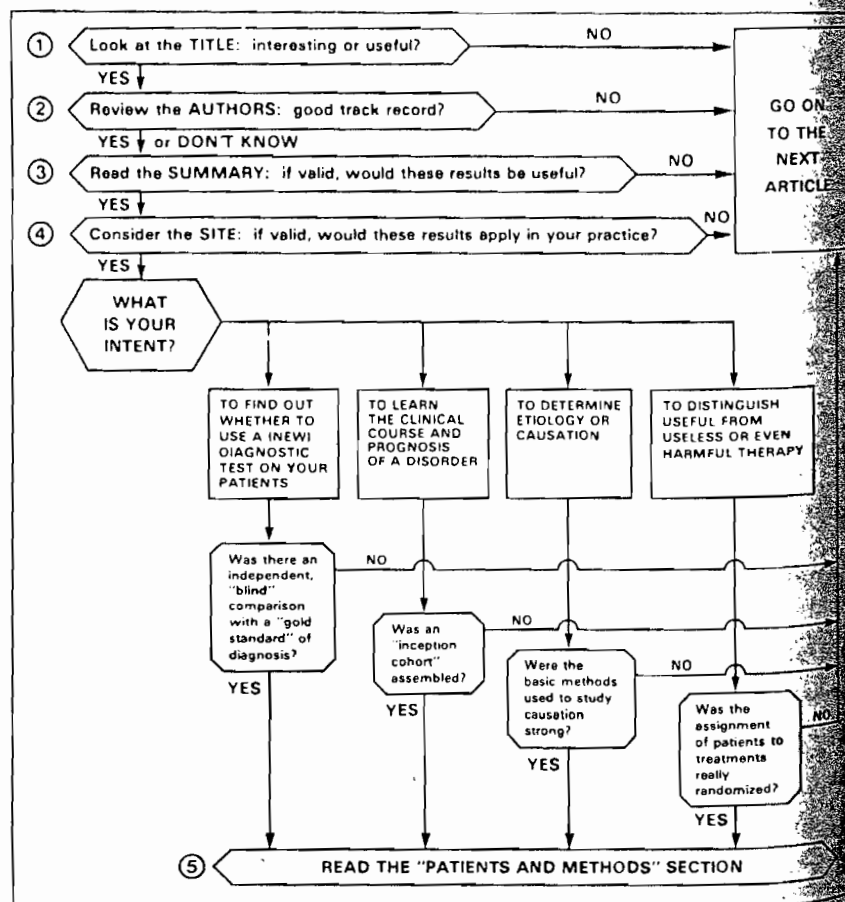 ① Look at the TITLE: interesting or useful?
NO
YES
② Review the AUTHORS: good track record?
NO
YES or DON'T KNOW
③ Read the SUMMARY: if valid, would these results be useful?
NO
YES
④ Consider the SITE: if valid, would these results apply in your practice?
NO
YES
GO ON
TO THE
NEXT
ARTICLE
WHAT
IS YOUR
INTENT?
TO FIND OUT
WHETHER TO
USE A (NEW)
DIAGNOSTIC
TEST ON YOUR
PATIENTS
TO LEARN
THE CLINICAL
COURSE AND
PROGNOSIS
OF A DISORDER
TO DETERMINE
ETIOLOGY OR
CAUSATION
TO DISTINGUISH
USEFUL FROM
USELESS OR EVEN
HARMFUL THERAPY
Was there an
independent,
"blind"
comparison
with a "gold
standard" of
diagnosis?
NO
YES
Was an
"inception
cohort"
assembled?
NO
YES
Were the
basic methods
used to study
causation
strong?
NO
YES
Was the
assignment
of patients to
treatments
really
randomized?
NO
YES
⑤ READ THE "PATIENTS AND METHODS" SECTION